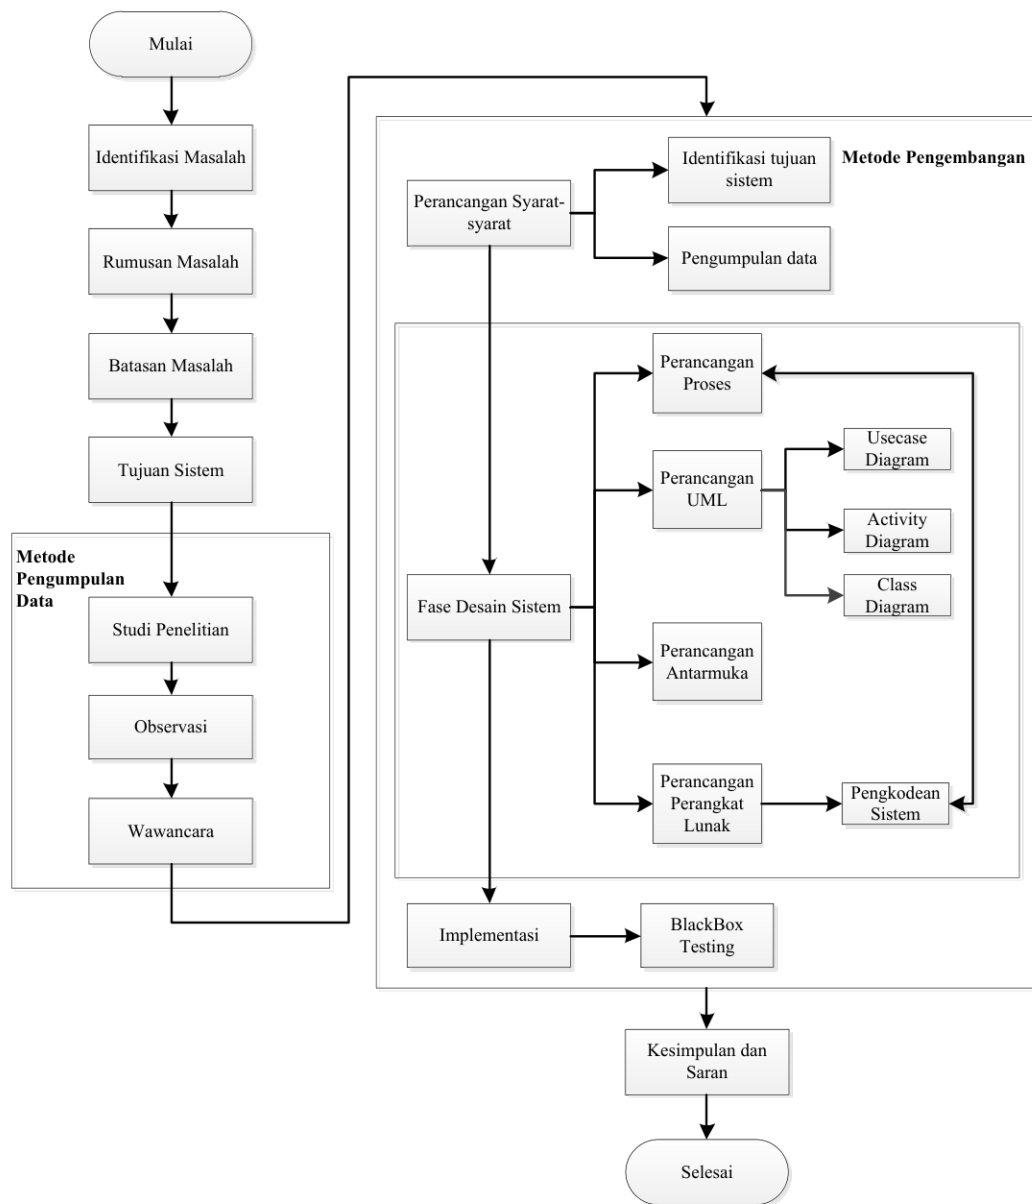 Mulai
Identifikasi Masalah
Rumusan Masalah
Batasan Masalah
Tujuan Sistem
Metode
Pengumpulan
Data
Studi Penelitian
Observasi
Wawancara
Metode Pengembangan
Perancangan Syarat-
syarat
Identifikasi tujuan
sistem
Pengumpulan data
Fase Desain Sistem
Perancangan
Proses
Perancangan
UML
Usecase
Diagram
Activity
Diagram
Class
Diagram
Perancangan
Antarmuka
Perancangan
Perangkat
Lunak
Pengkodean
Sistem
Implementasi
BlackBox
Testing
Kesimpulan dan
Saran
Selesai